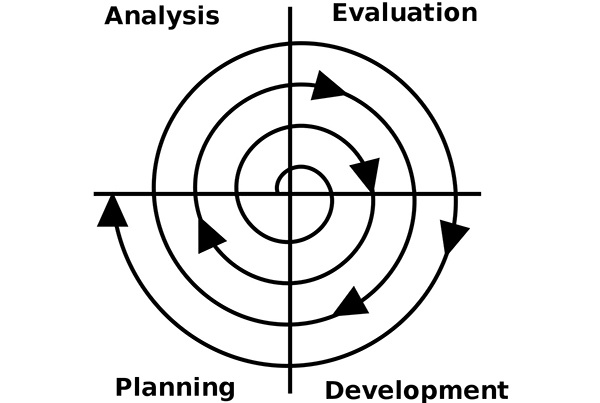 Analysis
Evaluation
Planning
Development